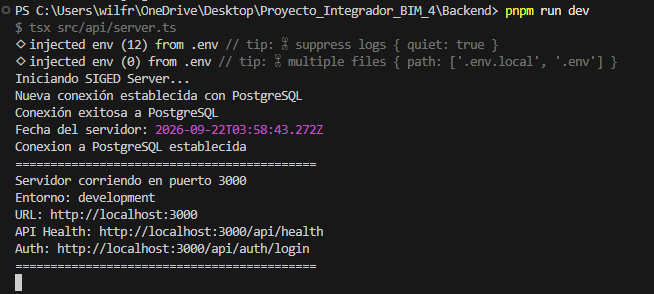 PS C:\Users\wilfr\OneDrive\Desktop\Proyecto_Integrador_BIM_4\Backend> pnpm run dev
$ tsx src/api/server.ts
◇ injected env (12) from .env // tip: ⌘ suppress logs { quiet: true }
◇ injected env (0) from .env // tip: ⌘ multiple files { path: ['.env.local', '.env'] }
Iniciando SIGED Server...
Nueva conexión establecida con PostgreSQL
Conexión exitosa a PostgreSQL
Fecha del servidor: 2026-09-22T03:58:43.272Z
Conexion a PostgreSQL establecida
===========================================
Servidor corriendo en puerto 3000
Entorno: development
URL: http://localhost:3000
API Health: http://localhost:3000/api/health
Auth: http://localhost:3000/api/auth/login
===========================================